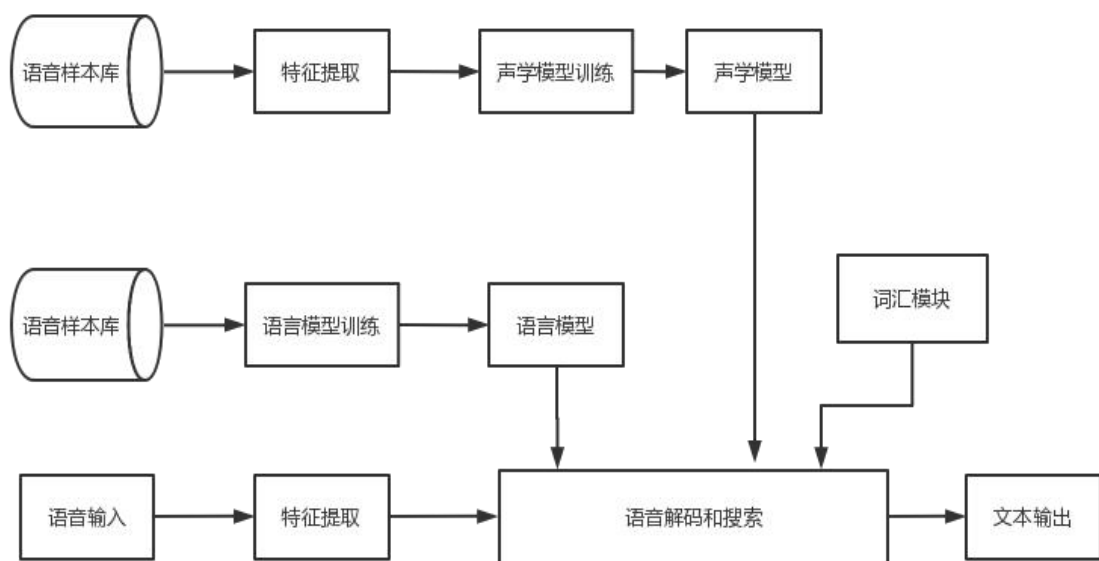 语音样本库
特征提取
声学模型训练
声学模型
语音样本库
语言模型训练
语言模型
词汇模块
语音输入
特征提取
语音解码和搜索
文本输出